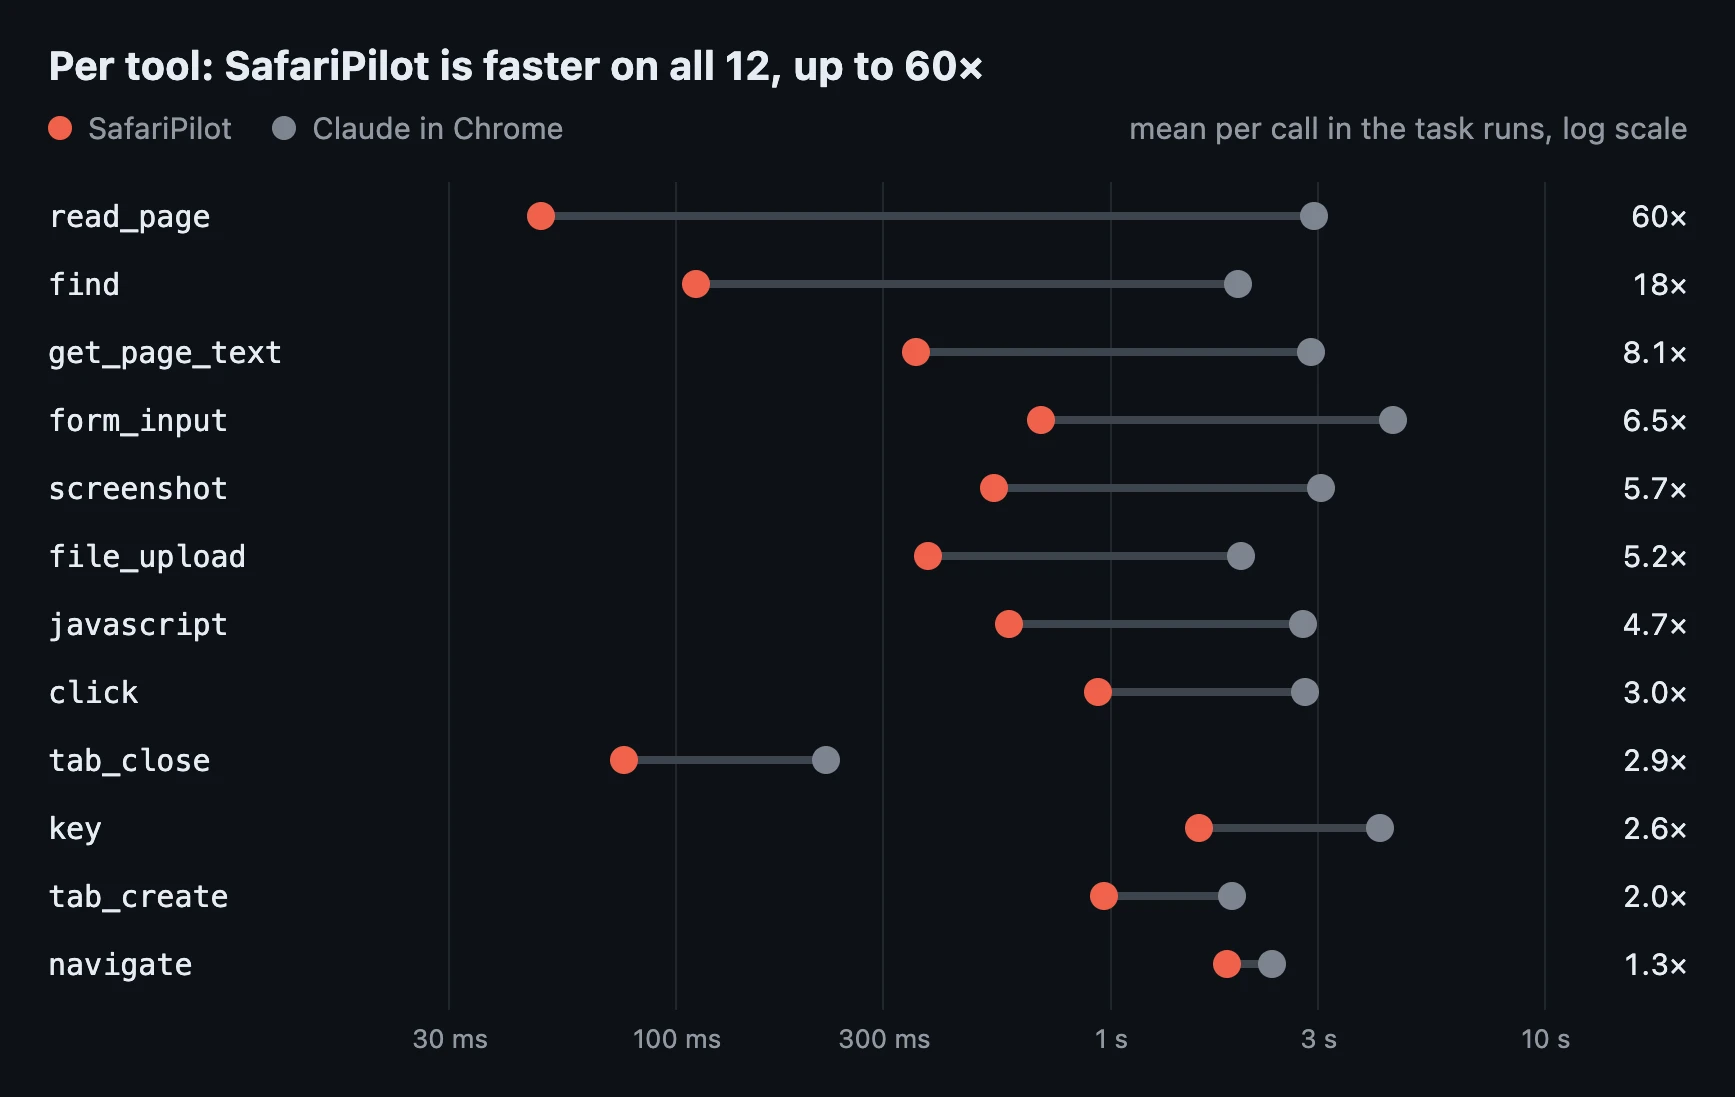 Per tool: SafariPilot is faster on all 12, up to 60×
SafariPilot Claude in Chrome mean per call in the task runs, log scale
read_page 60×
find 18×
get_page_text 8.1×
form_input 6.5×
screenshot 5.7×
file_upload 5.2×
javascript 4.7×
click 3.0×
tab_close 2.9×
key 2.6×
tab_create 2.0×
navigate 1.3×
30 ms 100 ms 300 ms 1 s 3 s 10 s